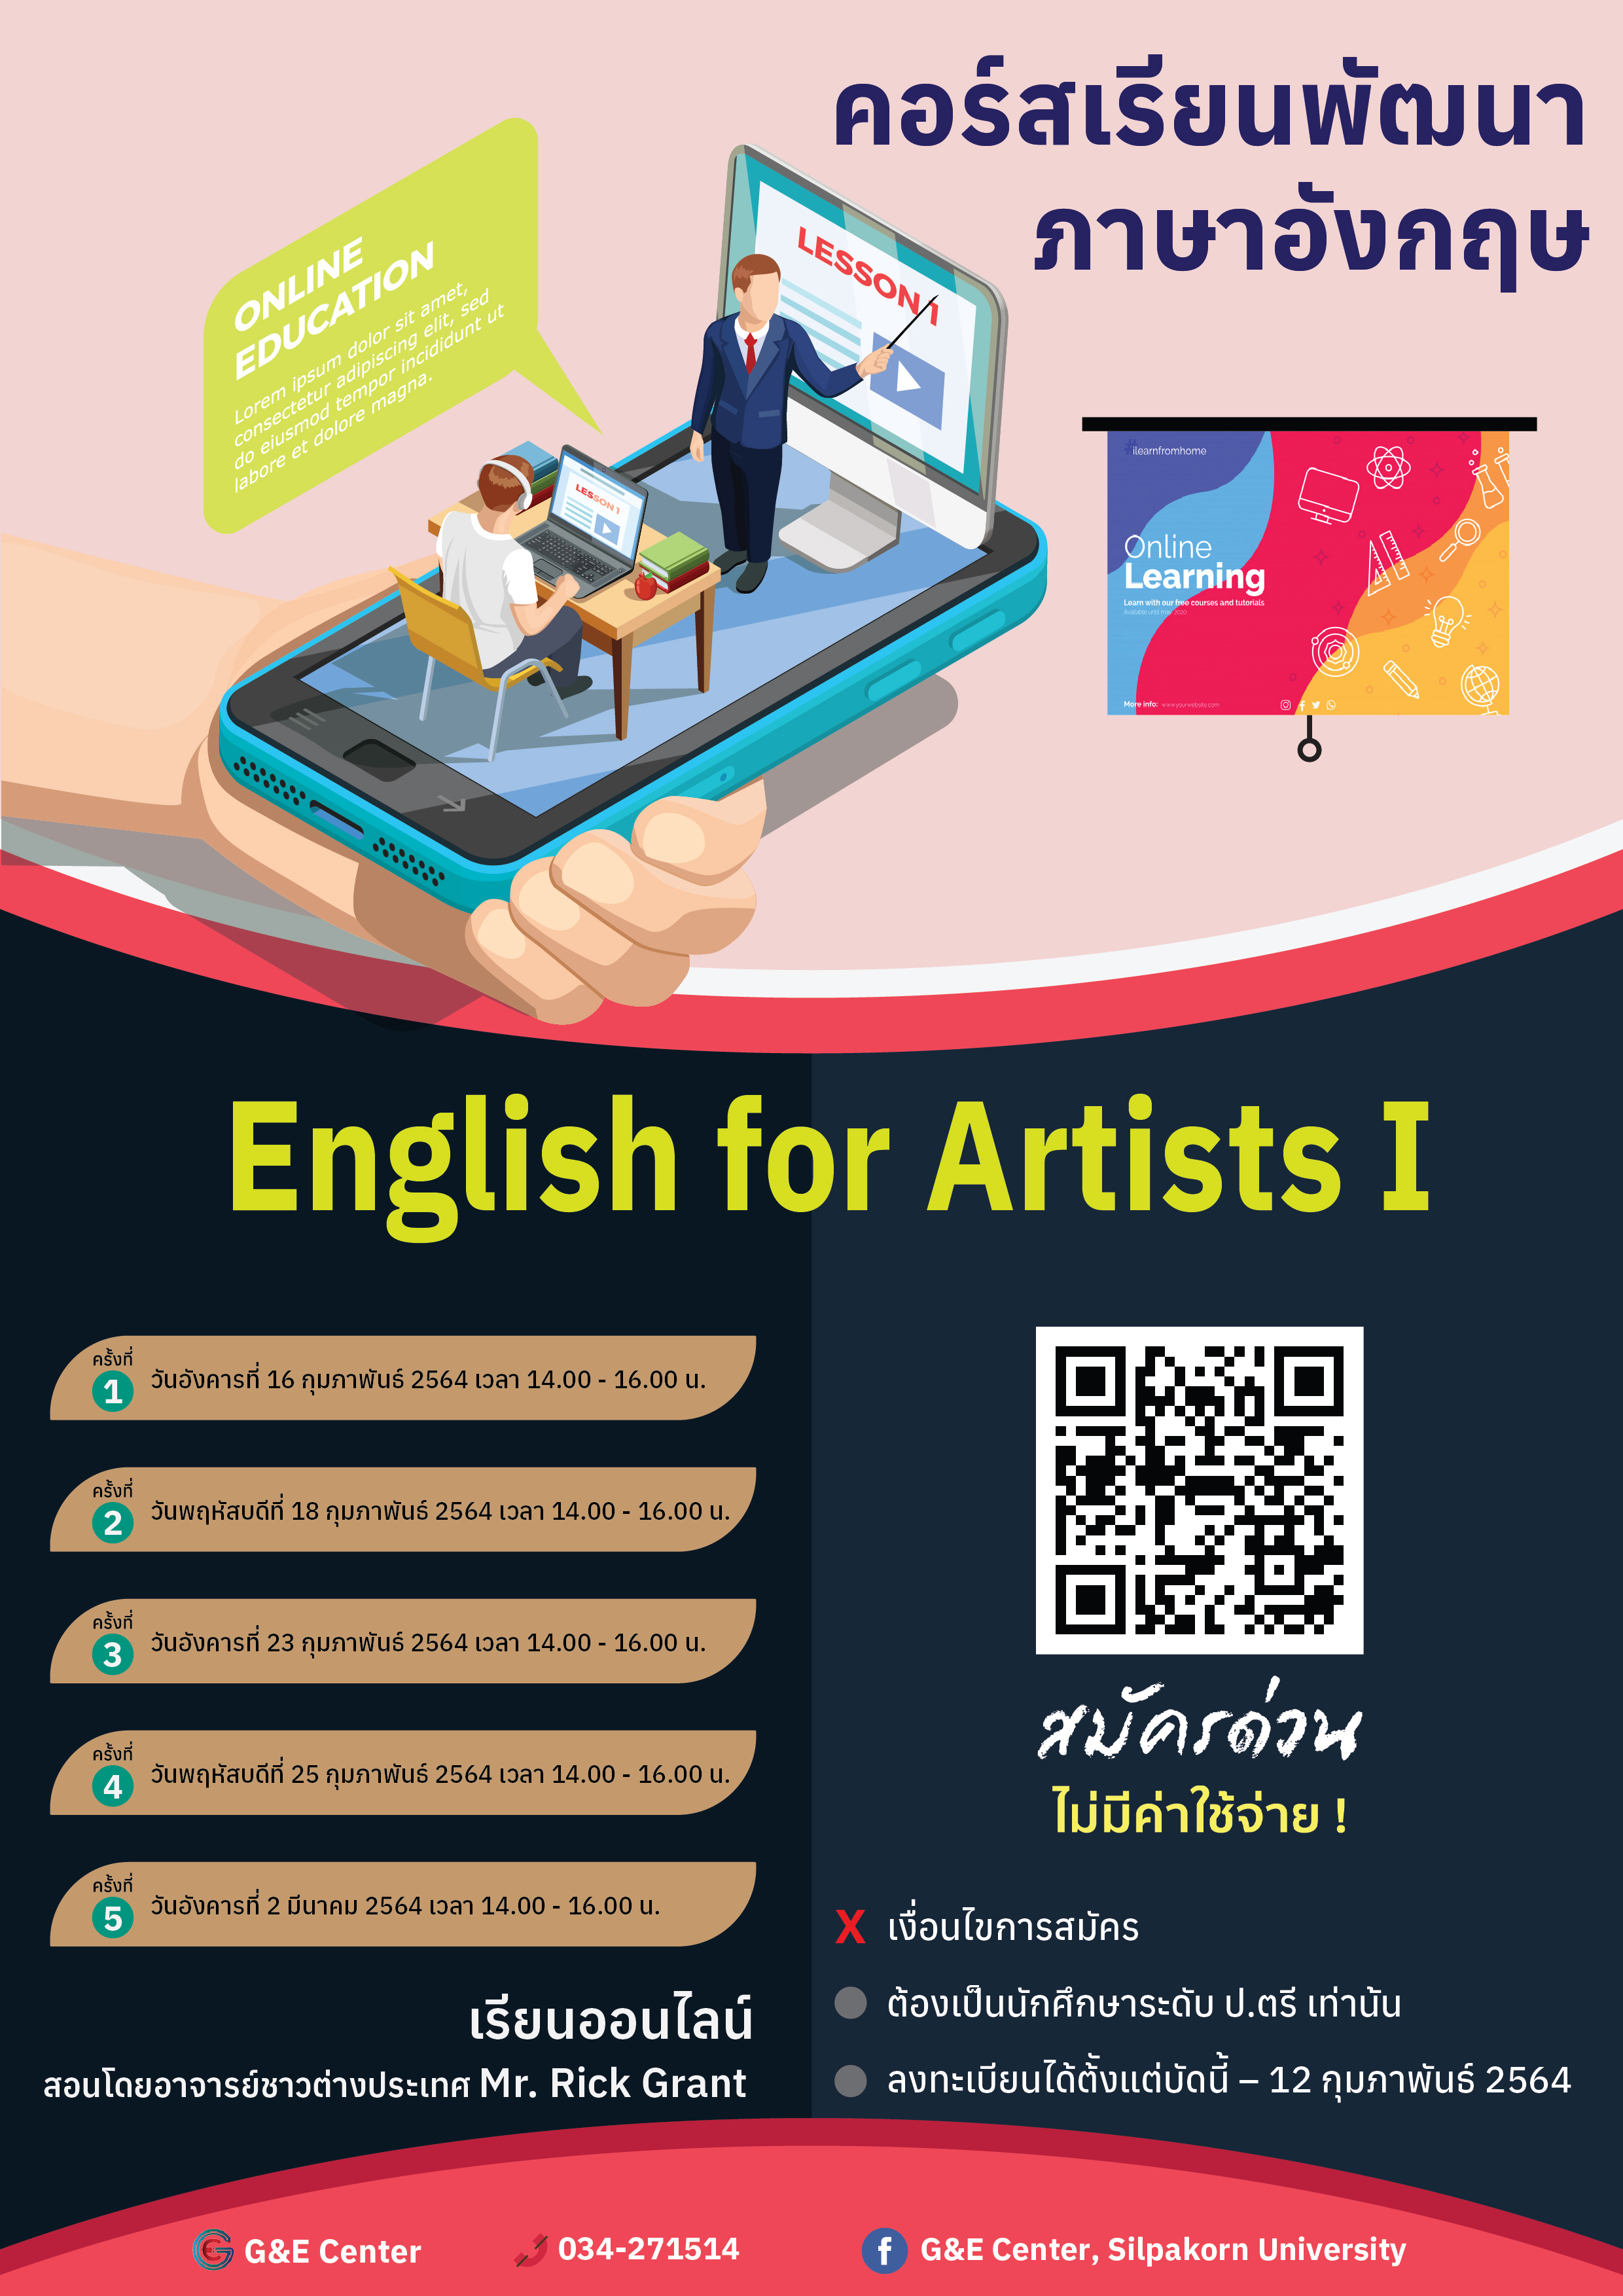 คอร์สเรียนพัฒนา
ภาษาอังกฤษ
ONLINE
EDUCATION
Lorem ipsum dolor sit amet,
consectetur adipiscing elit, sed
do eiusmod tempor incididunt ut
labore et dolore magna.
LESSON 1
LESSON 1
#ilearnfromhome
Online
Learning
Learn with our free courses and tutorials
Available until may 2020
More info: www.yourwebsite.com
English for Artists I
ครั้งที่
1 วันอังคารที่ 16 กุมภาพันธ์ 2564 เวลา 14.00 - 16.00 น.
ครั้งที่
2 วันพฤหัสบดีที่ 18 กุมภาพันธ์ 2564 เวลา 14.00 - 16.00 น.
ครั้งที่
3 วันอังคารที่ 23 กุมภาพันธ์ 2564 เวลา 14.00 - 16.00 น.
ครั้งที่
4 วันพฤหัสบดีที่ 25 กุมภาพันธ์ 2564 เวลา 14.00 - 16.00 น.
ครั้งที่
5 วันอังคารที่ 2 มีนาคม 2564 เวลา 14.00 - 16.00 น.
เรียนออนไลน์
สอนโดยอาจารย์ชาวต่างประเทศ Mr. Rick Grant
สมัครด่วน
ไม่มีค่าใช้จ่าย !
X เงื่อนไขการสมัคร
ต้องเป็นนักศึกษาระดับ ป.ตรี เท่านั้น
ลงทะเบียนได้ตั้งแต่บัดนี้ – 12 กุมภาพันธ์ 2564
G&E Center
034-271514
G&E Center, Silpakorn University